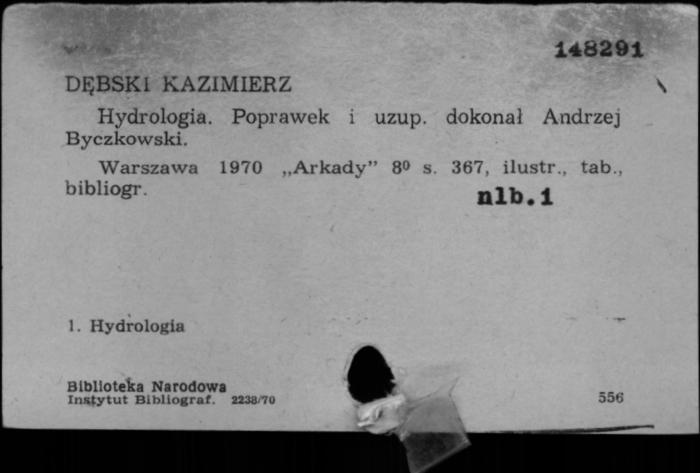 148291
DĘBSKI KAZIMIERZ
Hydrologia. Poprawek i uzup. dokonał Andrzej
Byczkowski.
Warszawa 1970 „Arkady” 8⁰ s. 367, ilustr., tab.,
bibliogr.
nlb.1
1. Hydrologia
Biblioteka Narodowa
Instytut Bibliograf. 2238/70
556